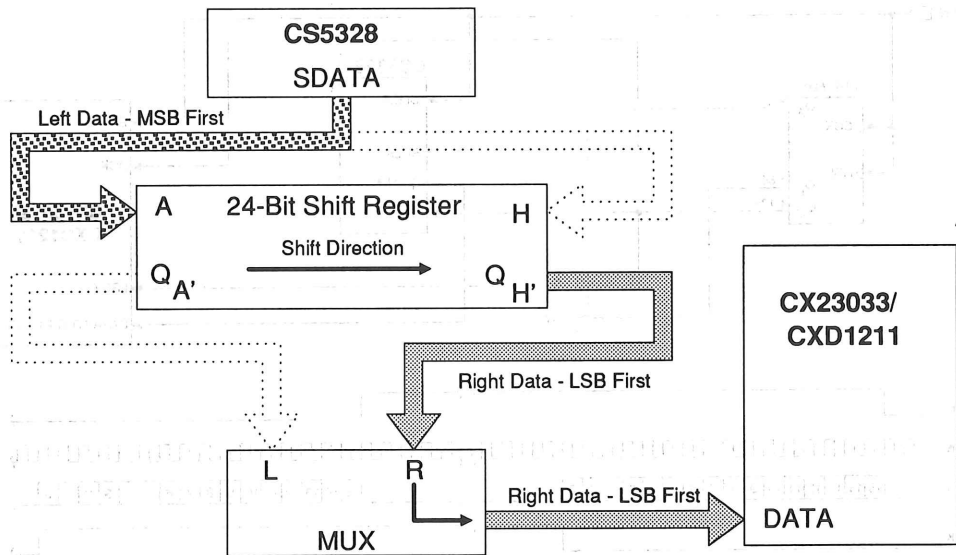 CS5328
SDATA
Left Data - MSB First
A
24-Bit Shift Register
H
Shift Direction
QA'
QH'
CX23033/
CXD1211
Right Data - LSB First
L
R
Right Data - LSB First
DATA
MUX